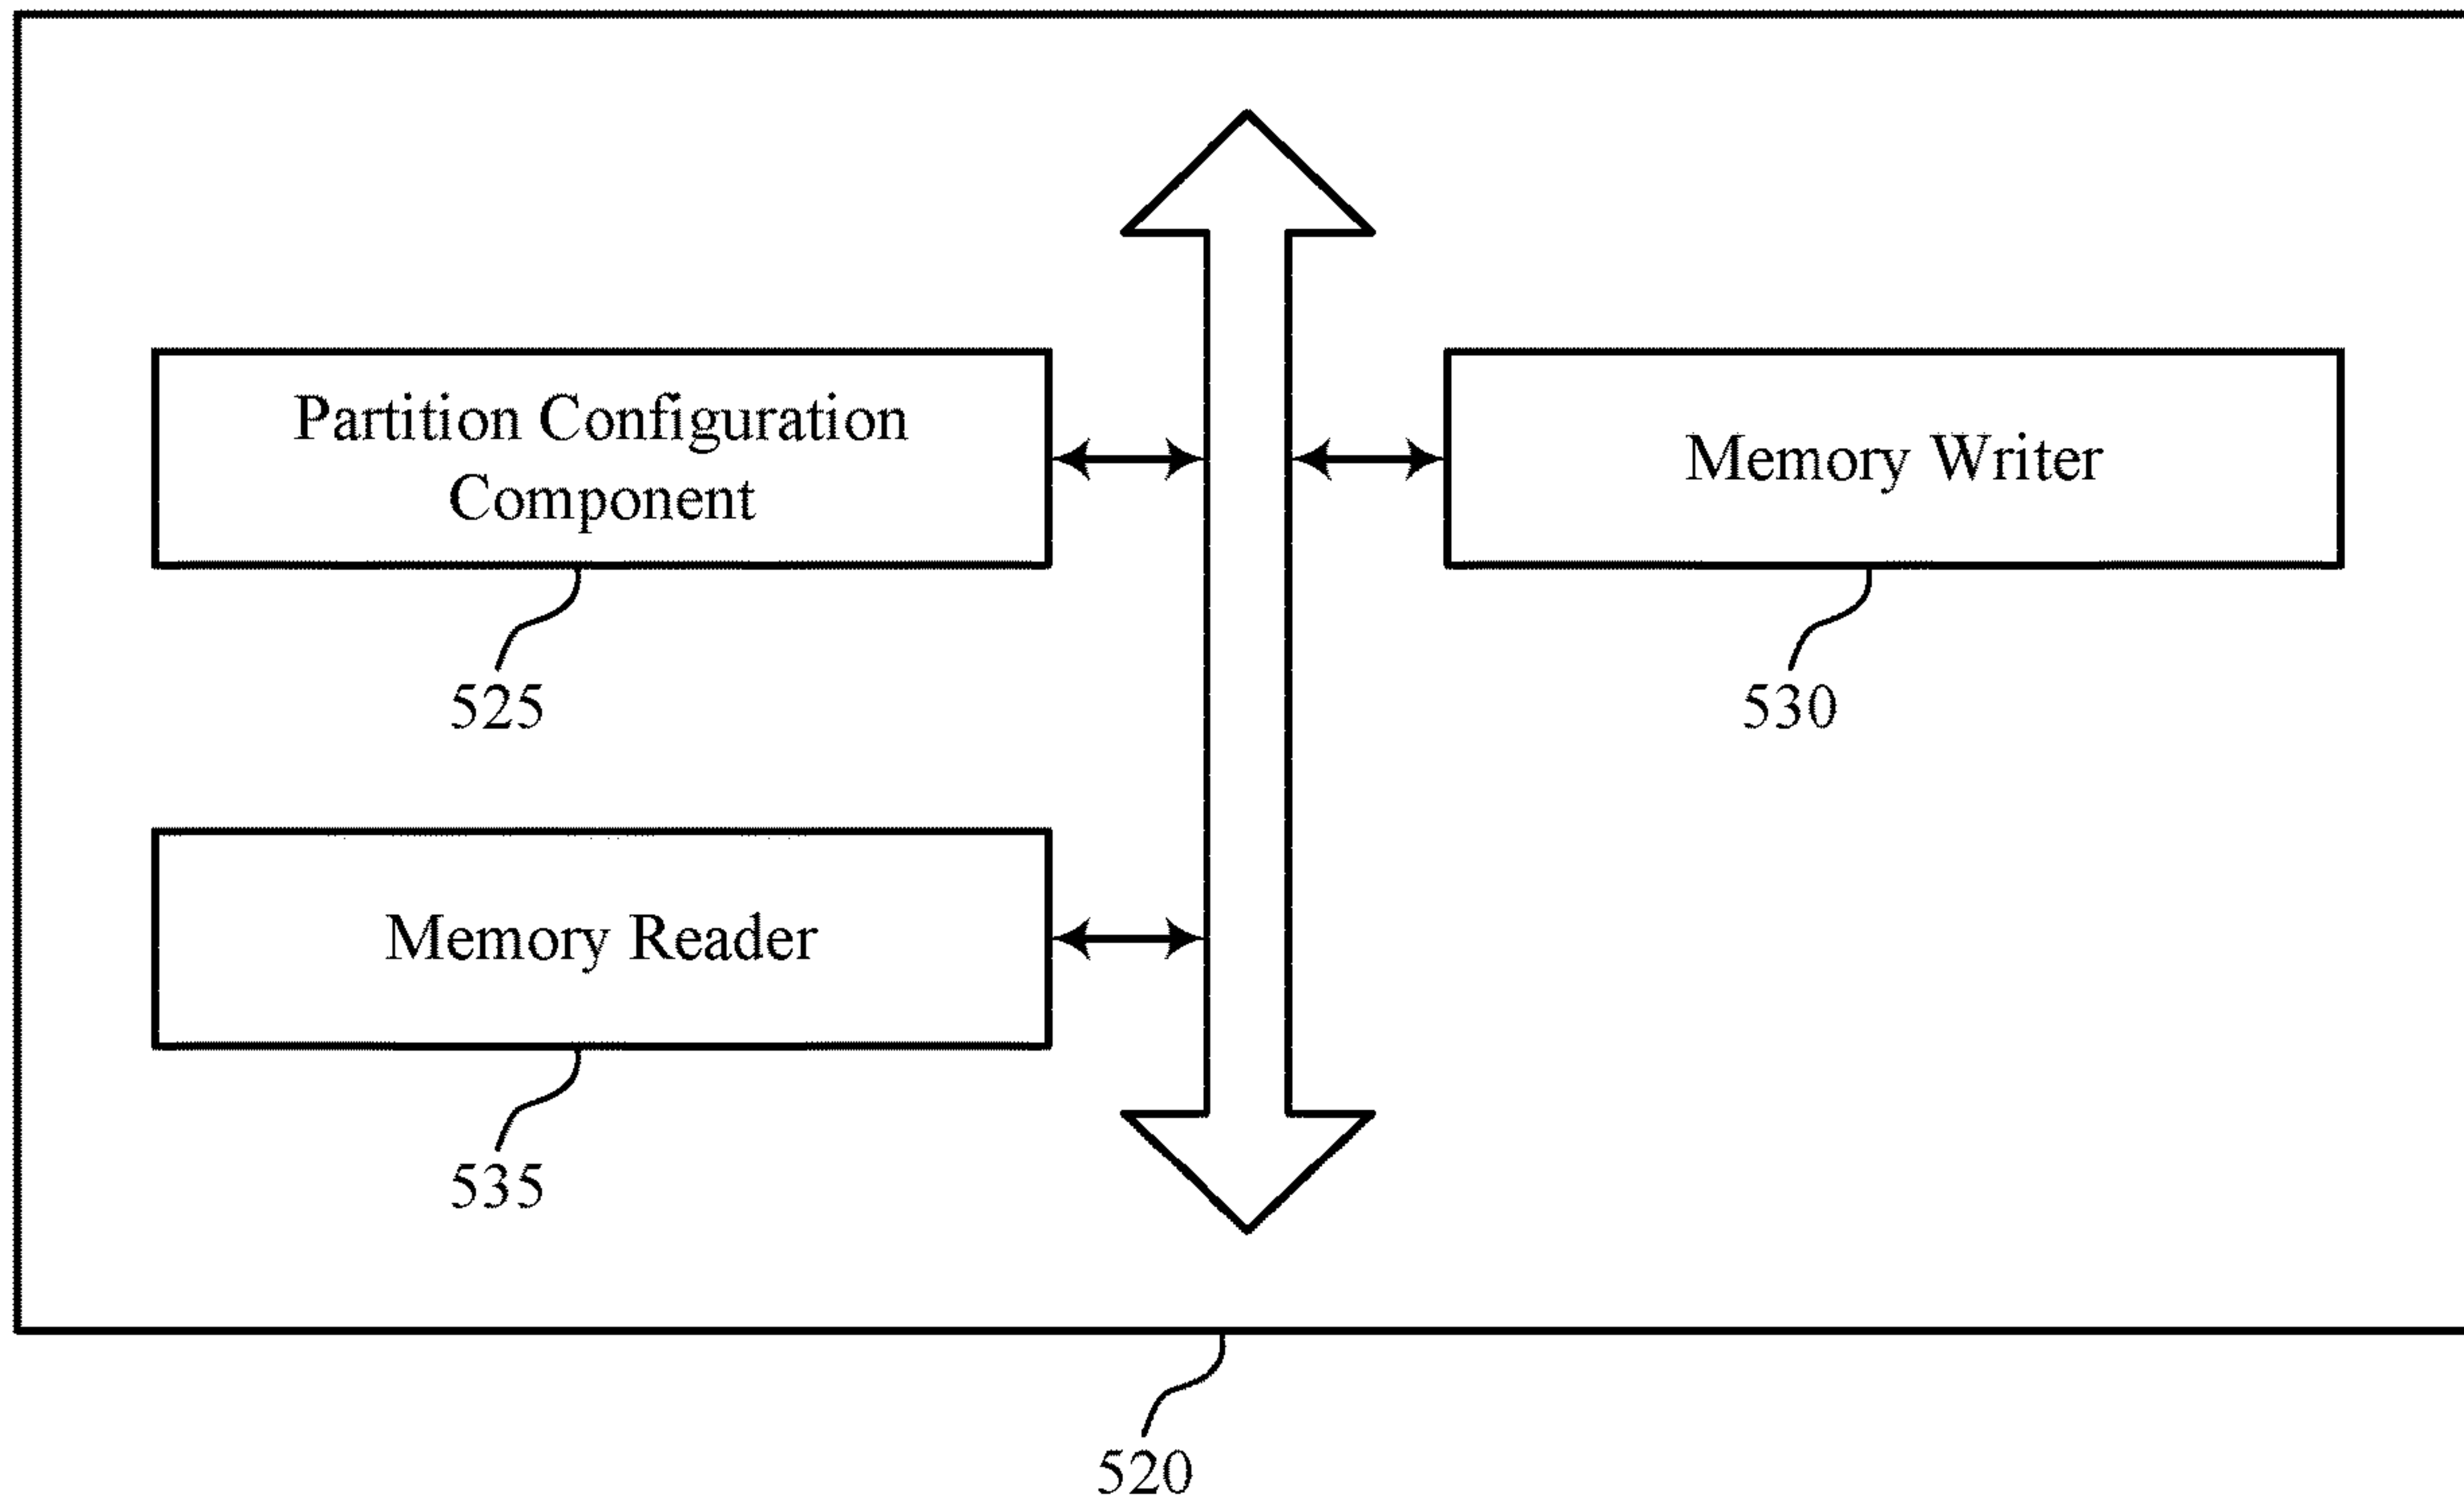 Partition Configuration
Component
Memory Writer
525
530
Memory Reader
535
520